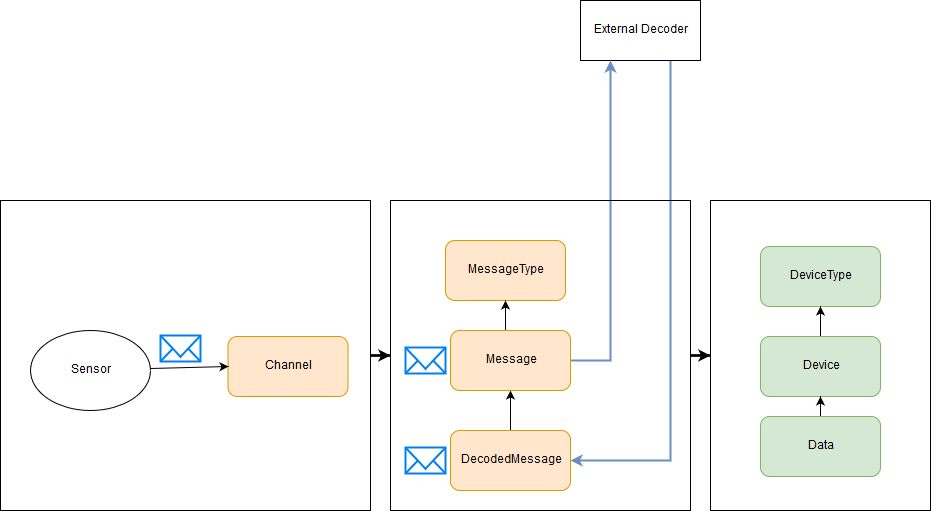 External Decoder
MessageType
DeviceType
Sensor
Channel
Message
Device
DecodedMessage
Data